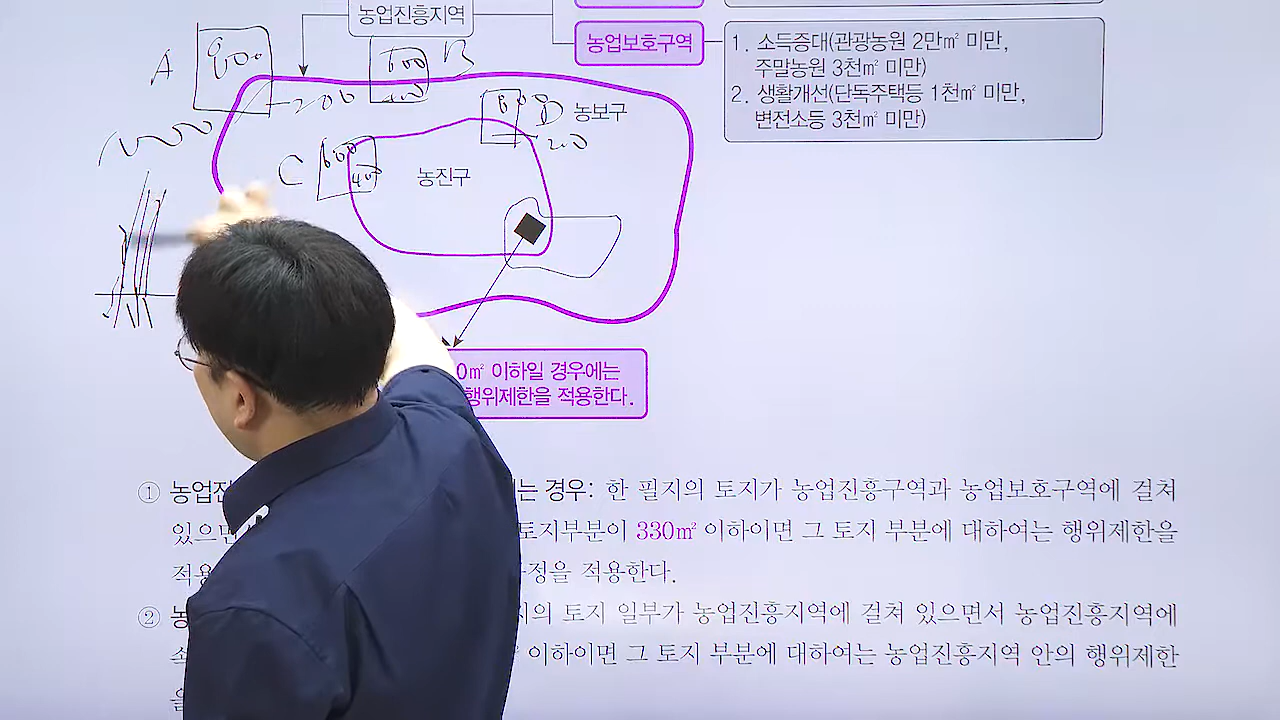 농업진흥지역
농업보호구역
1. 소득증대(관광농원 2만㎡ 미만,
주말농원 3천㎡ 미만)
2. 생활개선(단독주택등 1천㎡ 미만,
변전소등 3천㎡ 미만)
A
800
200
B
600
400
C
600
400
D
600
200
농보구
농진구
0㎡ 이하일 경우에는
행위제한을 적용한다.
① 농업진 는 경우: 한 필지의 토지가 농업진흥구역과 농업보호구역에 걸쳐
있으면 토지부분이 330㎡ 이하이면 그 토지 부분에 대하여는 행위제한을
적용 규정을 적용한다.
② 농 지의 토지 일부가 농업진흥지역에 걸쳐 있으면서 농업진흥지역에
이하이면 그 토지 부분에 대하여는 농업진흥지역 안의 행위제한
을